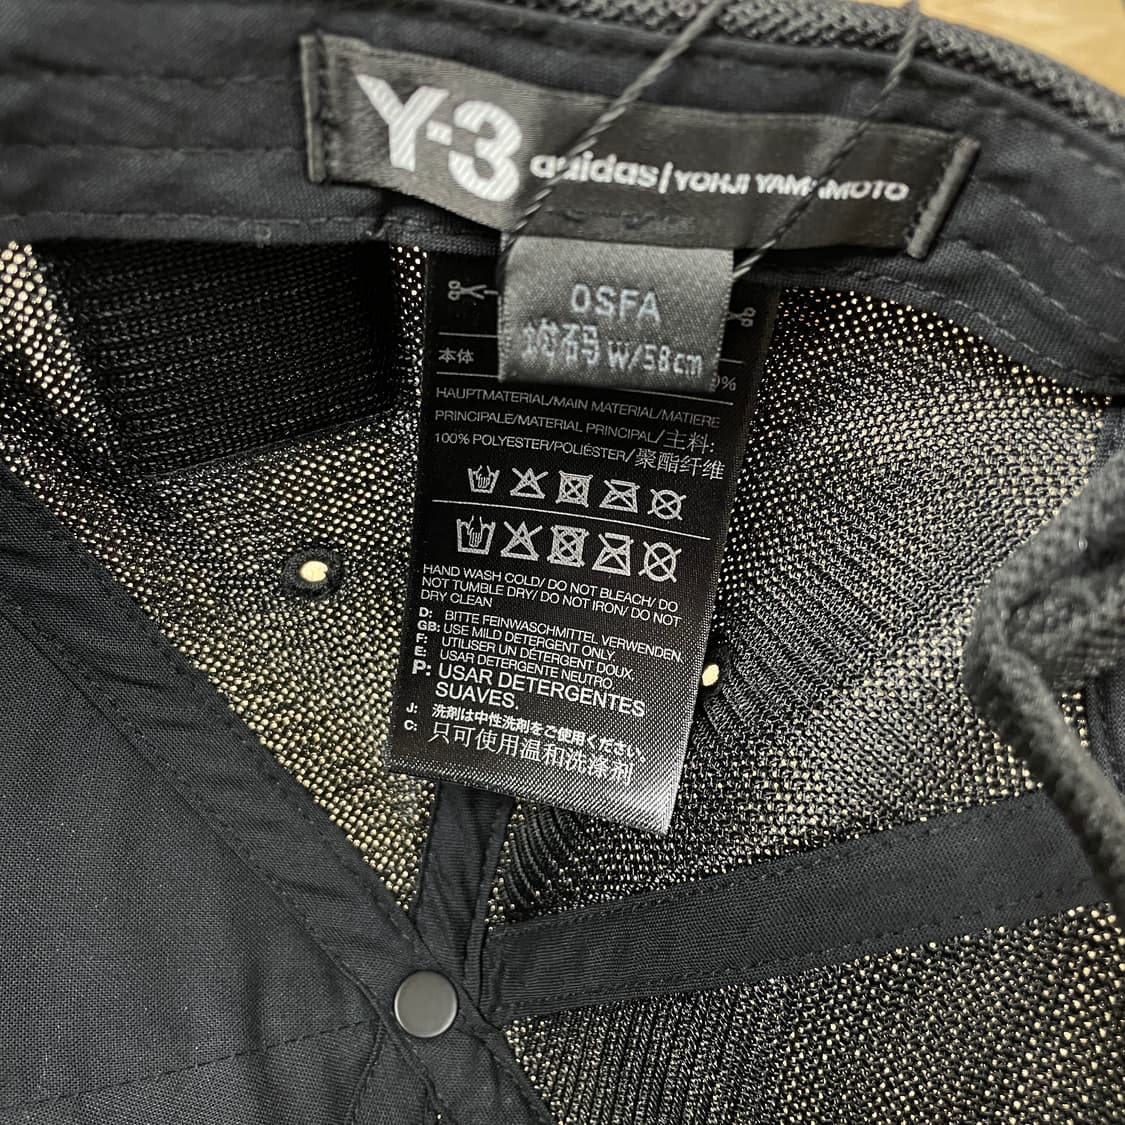 Y-3 adidas | YOHJI YAMAMOTO
OSFA
均码 W/58cm
本体
HAUPTMATERIAL/MAIN MATERIAL/MATIERE
PRINCIPALE/MATERIAL PRINCIPAL/主料:
100% POLYESTER/POLIÉSTER/聚酯纤维
HAND WASH COLD/ DO NOT BLEACH/ DO
NOT TUMBLE DRY/ DO NOT IRON/ DO NOT
DRY CLEAN
D: BITTE FEINWASCHMITTEL VERWENDEN.
GB: USE MILD DETERGENT ONLY.
F: UTILISER UN DETERGENT DOUX.
E: USAR DETERGENTE NEUTRO.
P: USAR DETERGENTES
SUAVES.
J: 洗剤は中性洗剤をご使用ください。
C: 只可使用温和洗涤剂